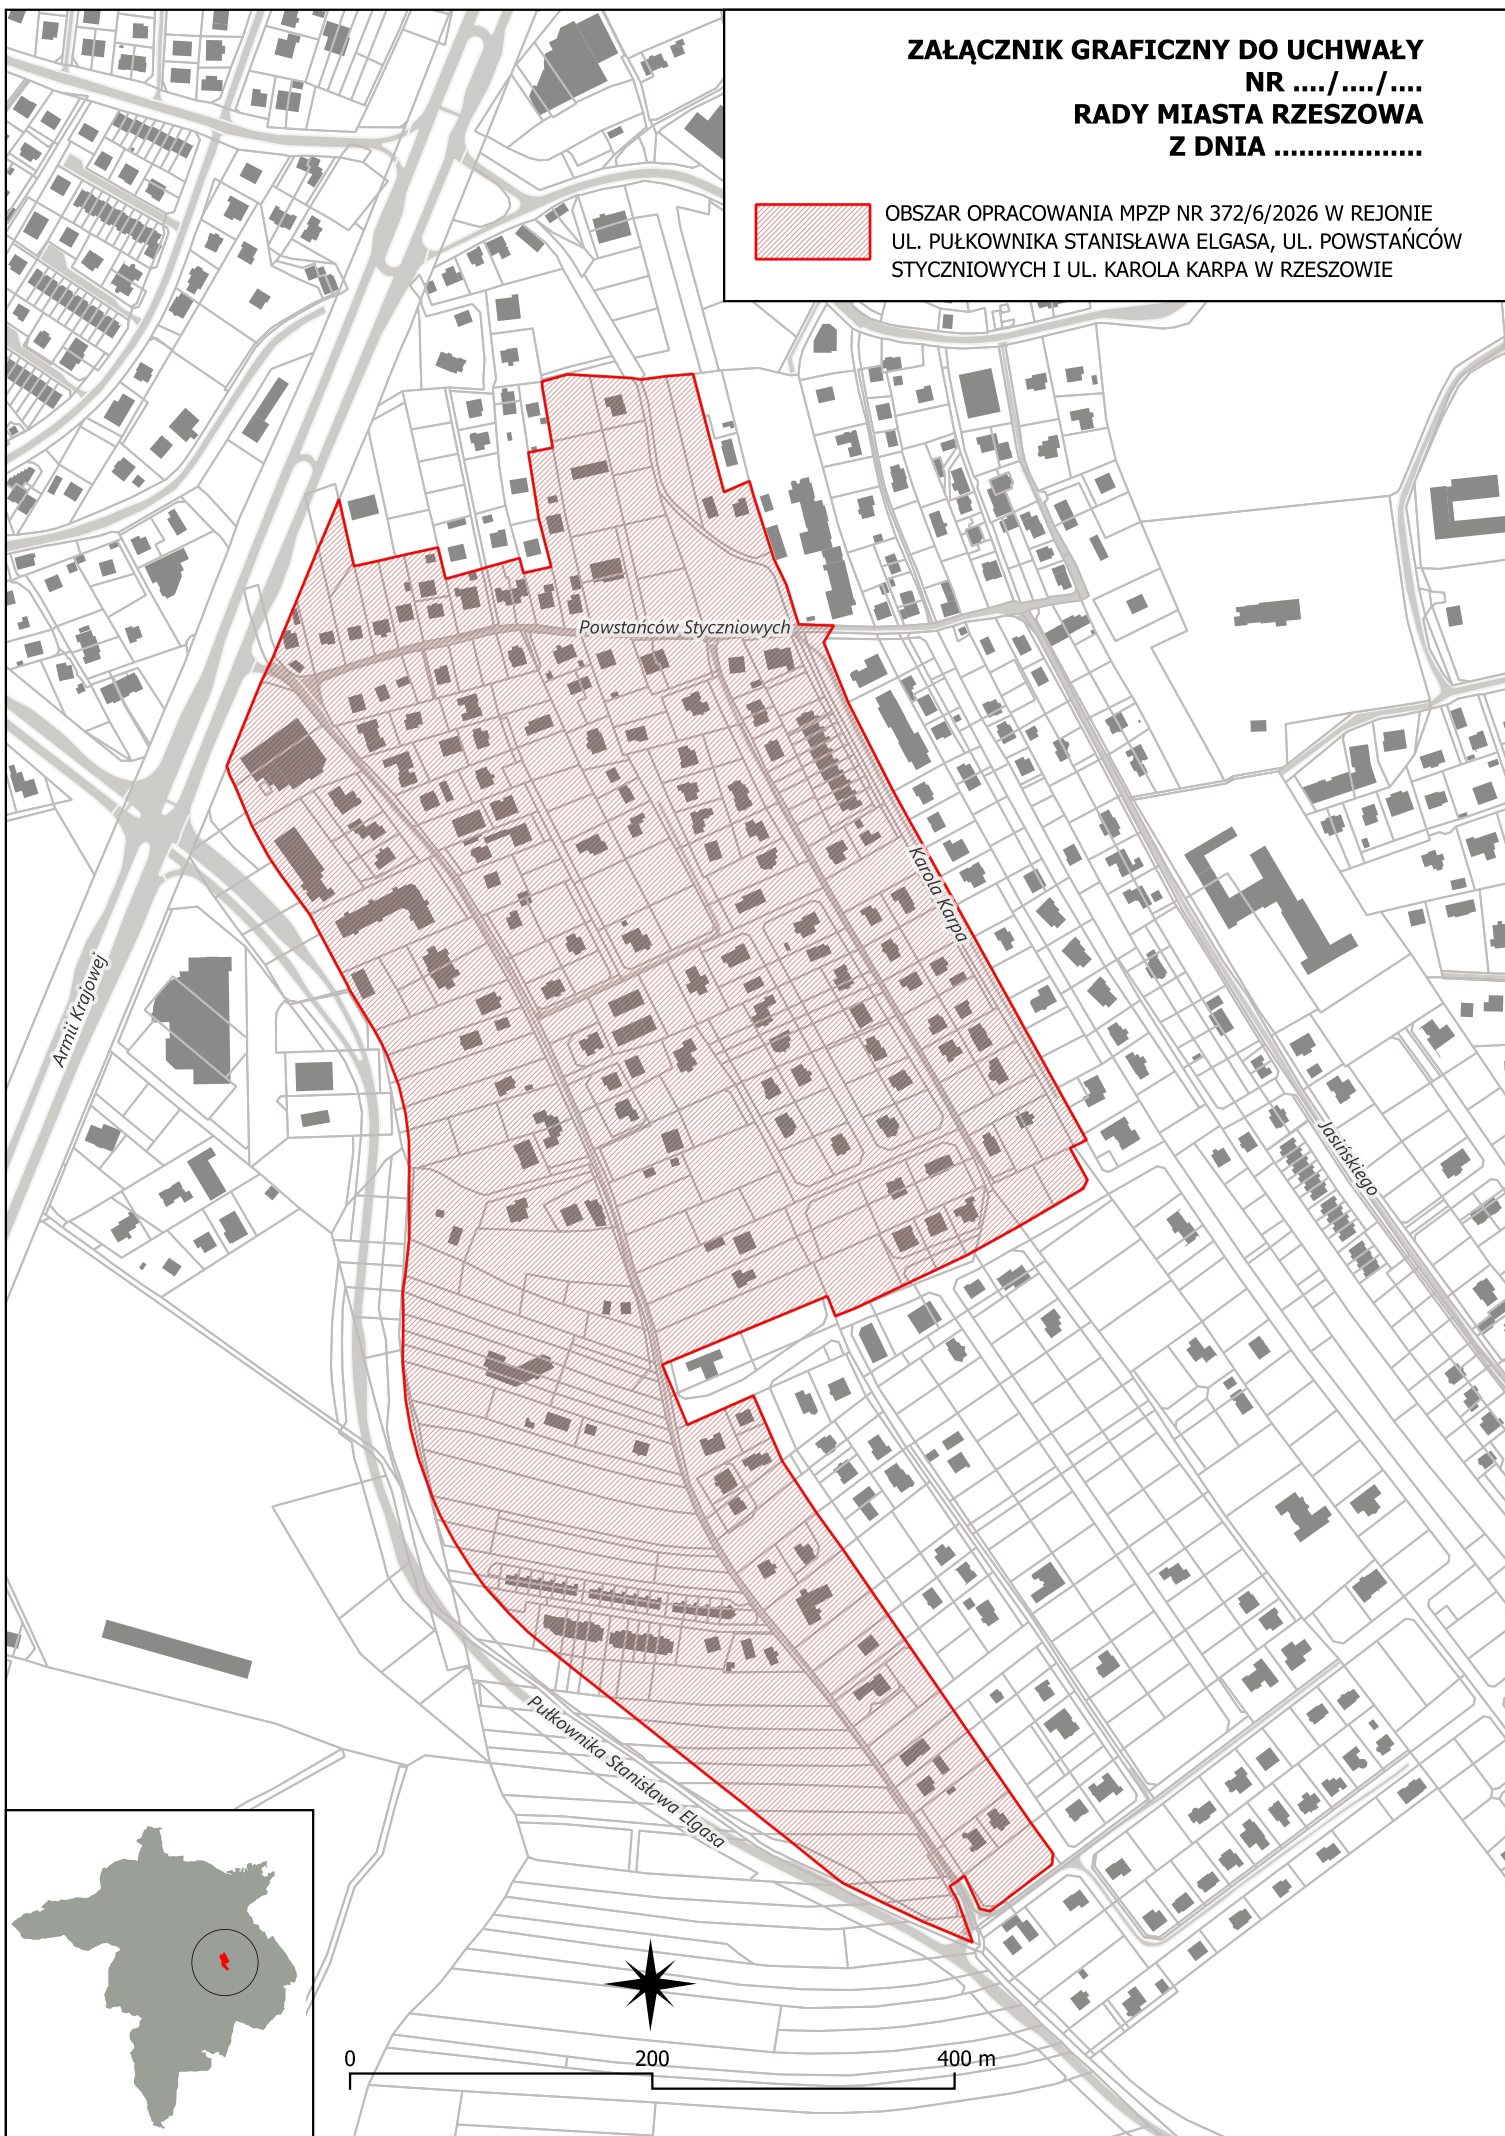 ZAŁĄCZNIK GRAFICZNY DO UCHWAŁY
NR ..../..../....
RADY MIASTA RZESZOWA
Z DNIA ..................
OBSZAR OPRACOWANIA MPZP NR 372/6/2026 W REJONIE
UL. PUŁKOWNIKA STANISŁAWA ELGASA, UL. POWSTAŃCÓW
STYCZNIOWYCH I UL. KAROLA KARPA W RZESZOWIE
Powstańców Styczniowych
Karola Karpa
Armii Krajowej
Jasińskiego
Pułkownika Stanisława Elgasa
0 200 400 m